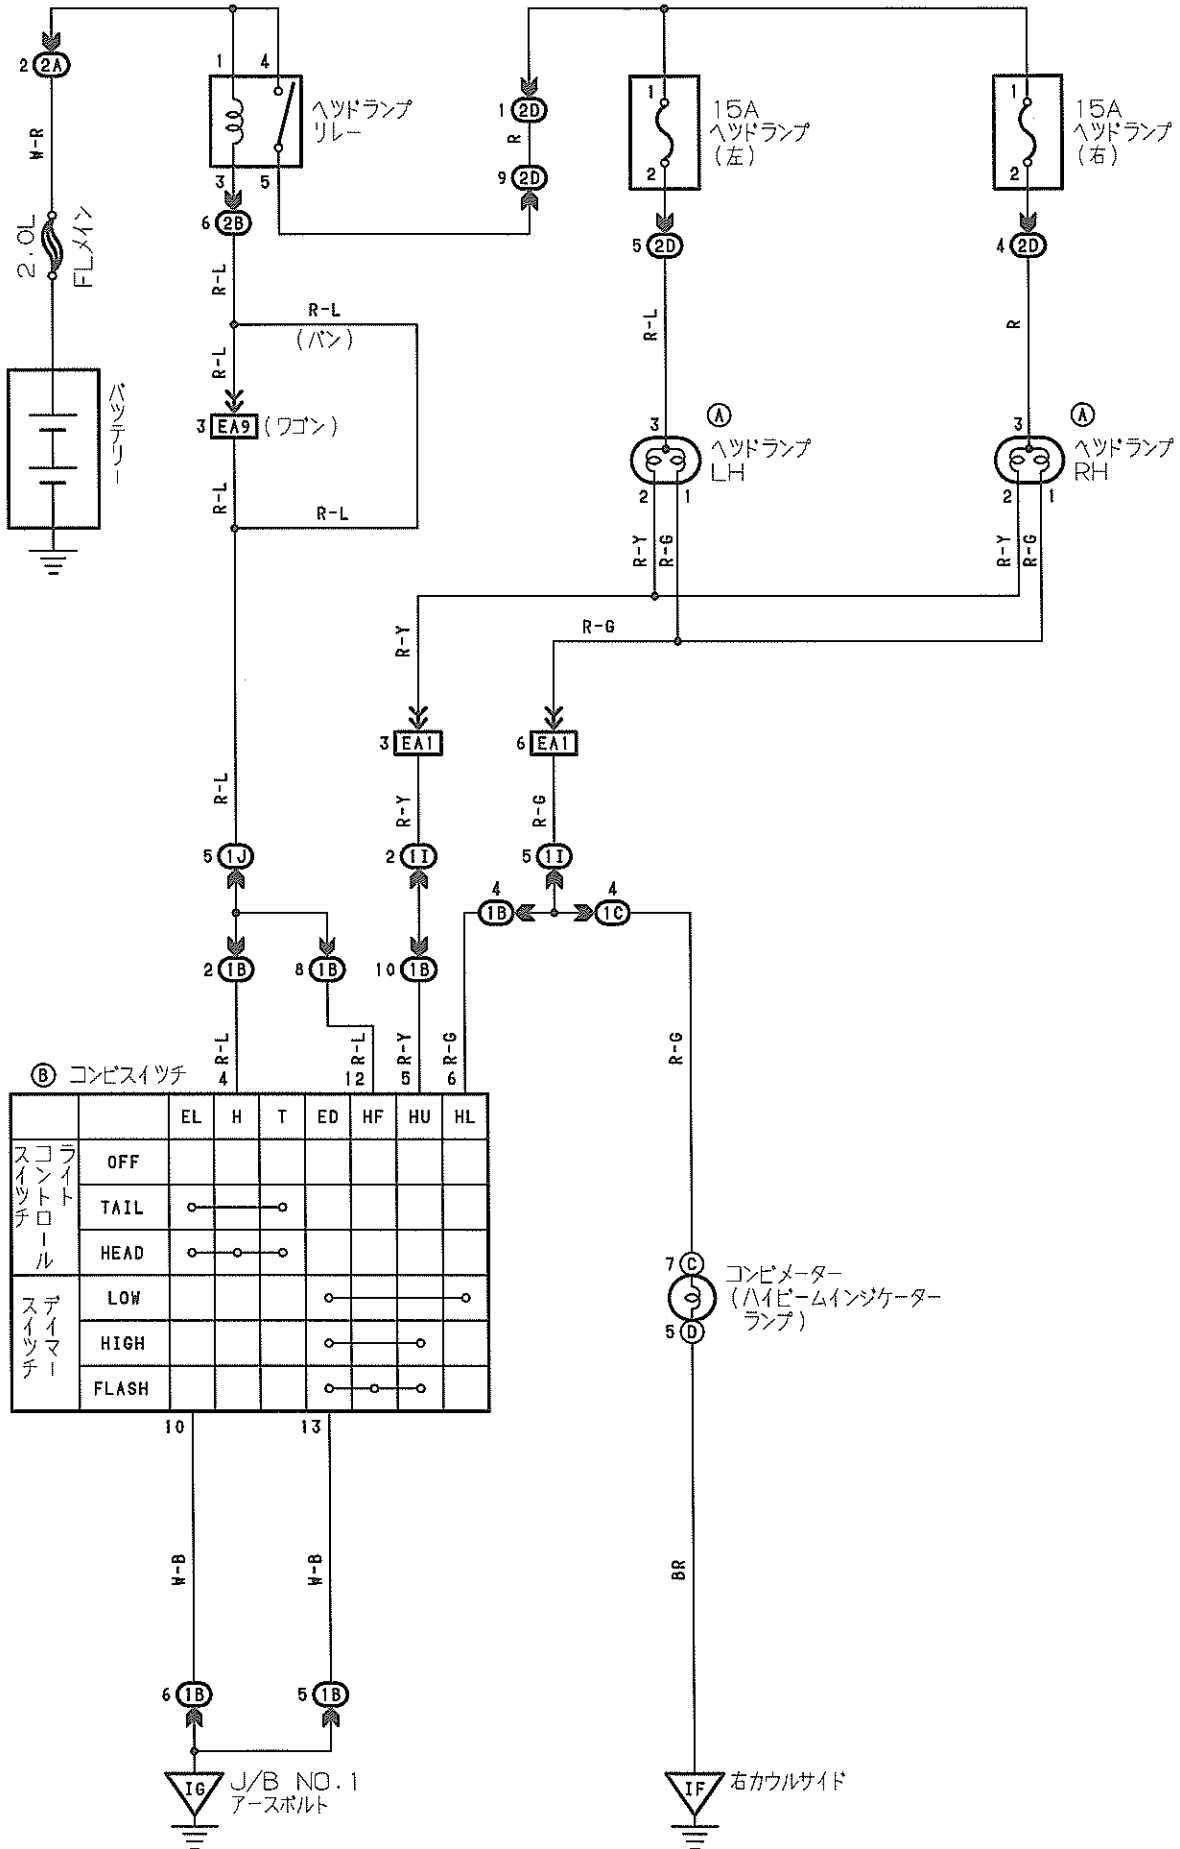 2 2A
W-R
2.0L
FLメイン
バッテリー
1 4
ヘッドランプ
リレー
3 5
6 2B
R-L
R-L
(バン)
R-L
3 EA9 (ワゴン)
R-L
R-L
R-L
5 1J
1 2D
R
9 2D
1
2
15A
ヘッドランプ
(左)
5 2D
R-L
1
2
15A
ヘッドランプ
(右)
4 2D
R
A
3
ヘッドランプ
LH
2 1
R-Y
R-G
A
3
ヘッドランプ
RH
2 1
R-Y
R-G
R-G
R-Y
3 EA1
6 EA1
R-Y
R-G
2 1I
5 1I
4
1B
4
1C
2 1B
8 1B
10 1B
R-L
R-L
R-Y
R-G
R-G
4 12 5 6
B コンビスイッチ
EL H T ED HF HU HL
ライト
コントロール
スイッチ
OFF
TAIL
HEAD
ディマー
スイッチ
LOW
HIGH
FLASH
10 13
W-B
W-B
6 1B
5 1B
IG
J/B NO.1
アースボルト
7 C
コンビメーター
(ハイビームインジケーター
ランプ)
5 D
BR
IF
右カウルサイド